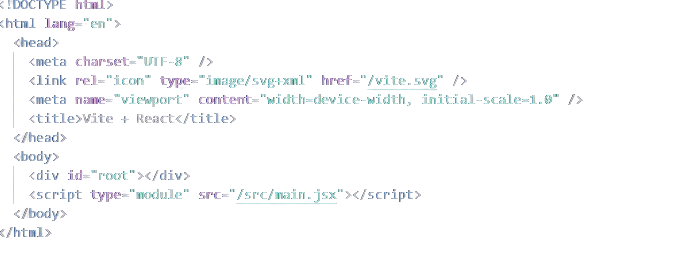 <!DOCTYPE html>
<html lang="en">
<head>
<meta charset="UTF-8" />
<link rel="icon" type="image/svg+xml" href="/vite.svg" />
<meta name="viewport" content="width=device-width, initial-scale=1.0" />
<title>Vite + React</title>
</head>
<body>
<div id="root"></div>
<script type="module" src="/src/main.jsx"></script>
</body>
</html>